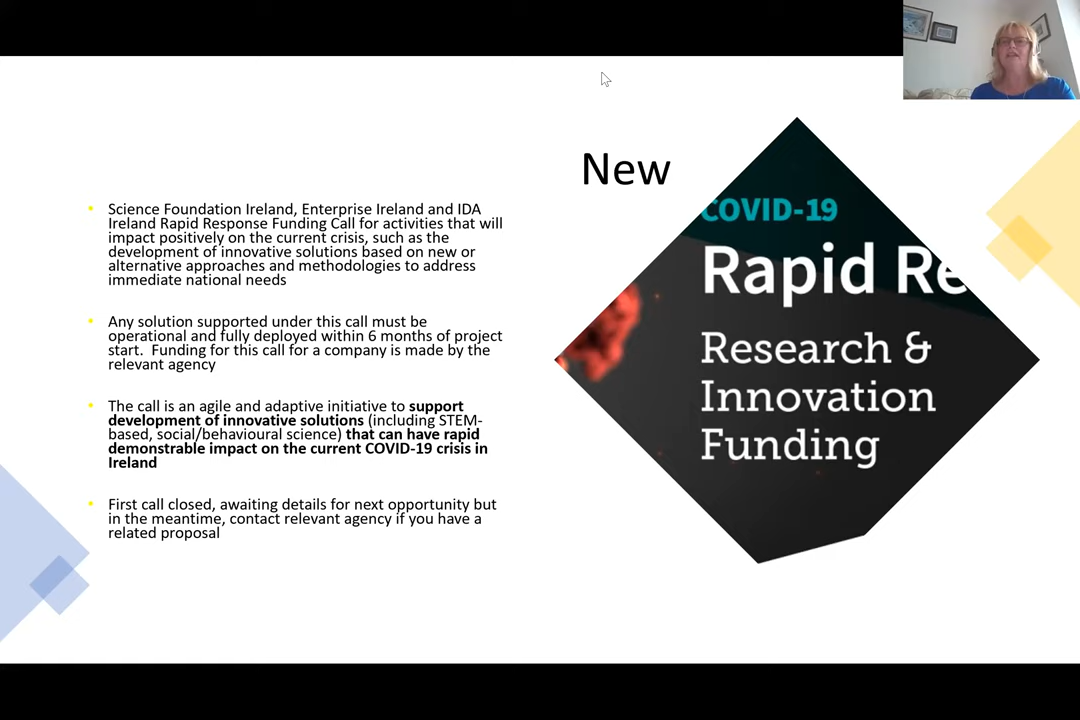 New
Science Foundation Ireland, Enterprise Ireland and IDA
Ireland Rapid Response Funding Call for activities that will
impact positively on the current crisis, such as the
development of innovative solutions based on new or
alternative approaches and methodologies to address
immediate national needs
Any solution supported under this call must be
operational and fully deployed within 6 months of project
start. Funding for this call for a company is made by the
relevant agency
The call is an agile and adaptive initiative to support
development of innovative solutions (including STEM-
based, social/behavioural science) that can have rapid
demonstrable impact on the current COVID-19 crisis in
Ireland
First call closed, awaiting details for next opportunity but
in the meantime, contact relevant agency if you have a
related proposal
COVID-19
Rapid Re
Research &
Innovation
Funding